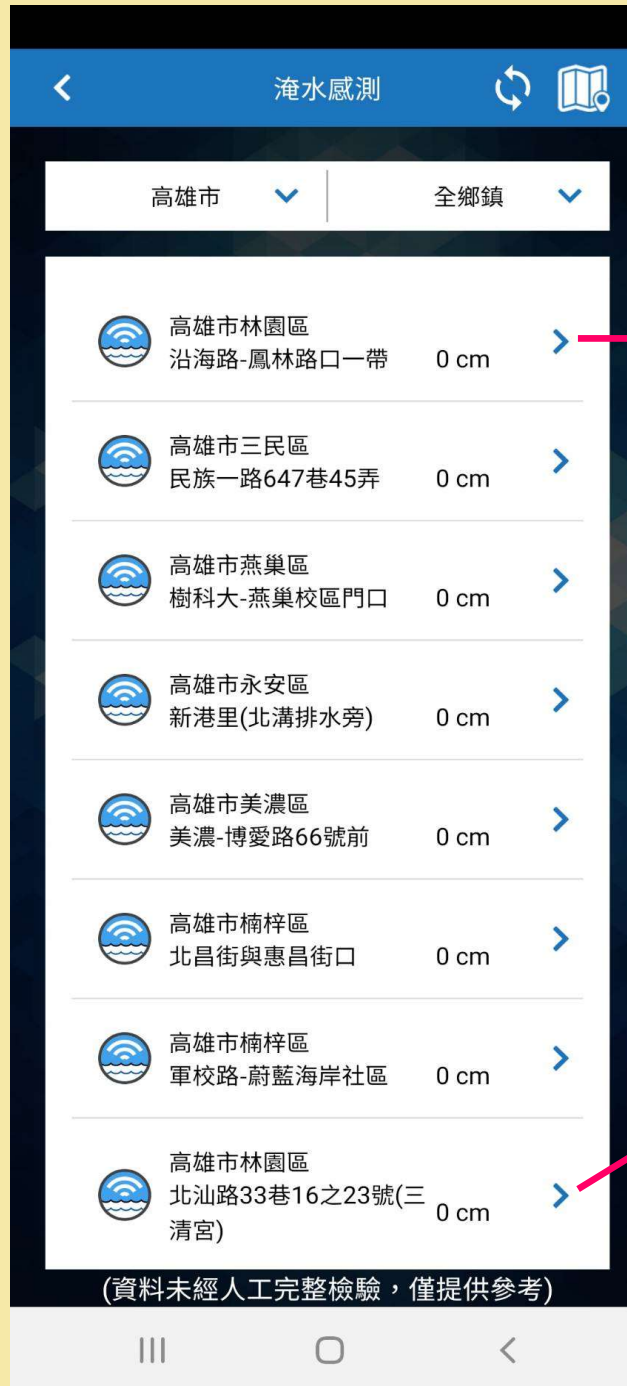 淹水感測
高雄市
全鄉鎮
高雄市林園區
沿海路-鳳林路口一帶 0 cm
高雄市三民區
民族一路647巷45弄 0 cm
高雄市燕巢區
樹科大-燕巢校區門口 0 cm
高雄市永安區
新港里(北溝排水旁) 0 cm
高雄市美濃區
美濃-博愛路66號前 0 cm
高雄市楠梓區
北昌街與惠昌街口 0 cm
高雄市楠梓區
軍校路-蔚藍海岸社區 0 cm
高雄市林園區
北汕路33巷16之23號(三 0 cm
清宮)
(資料未經人工完整檢驗，僅提供參考)